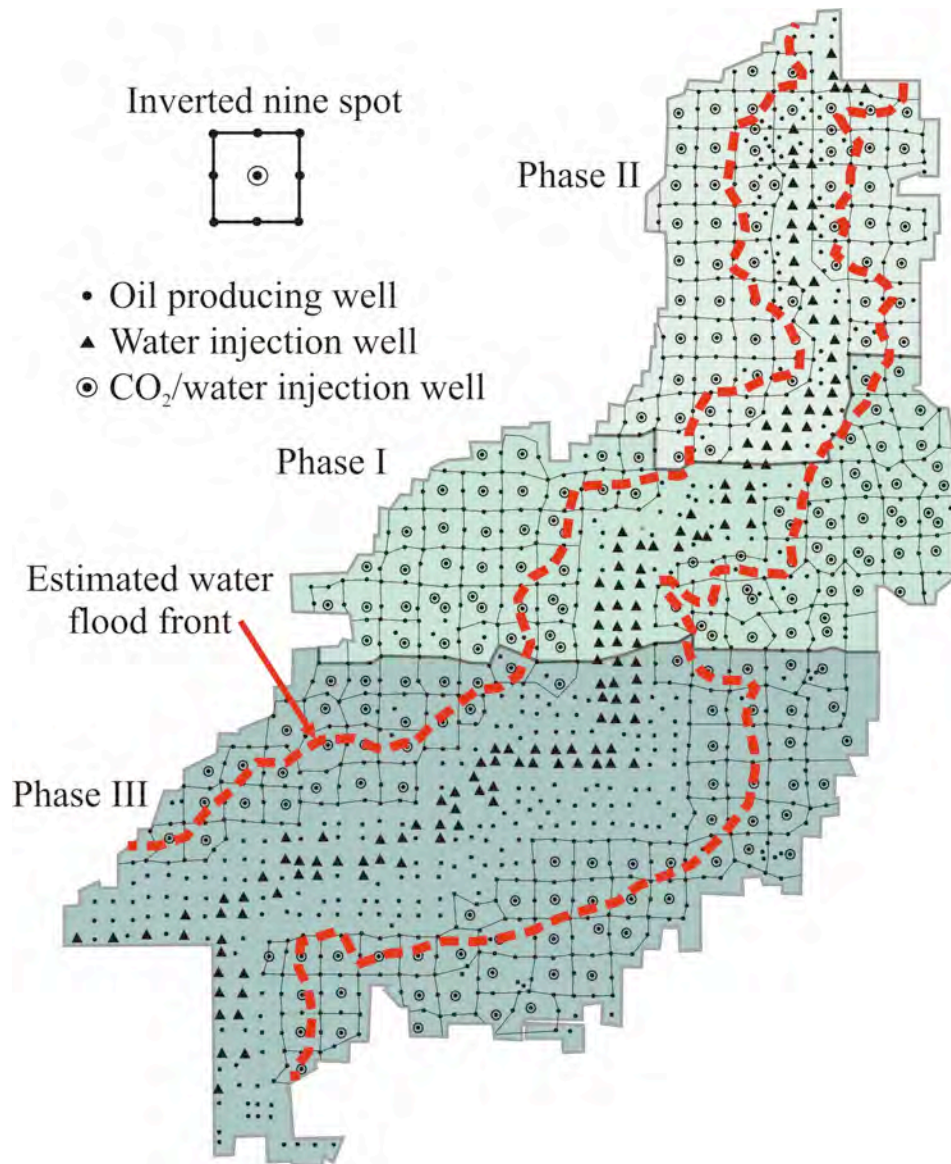 Inverted nine spot
Phase II
Oil producing well
Water injection well
CO₂/water injection well
Phase I
Estimated water
flood front
Phase III